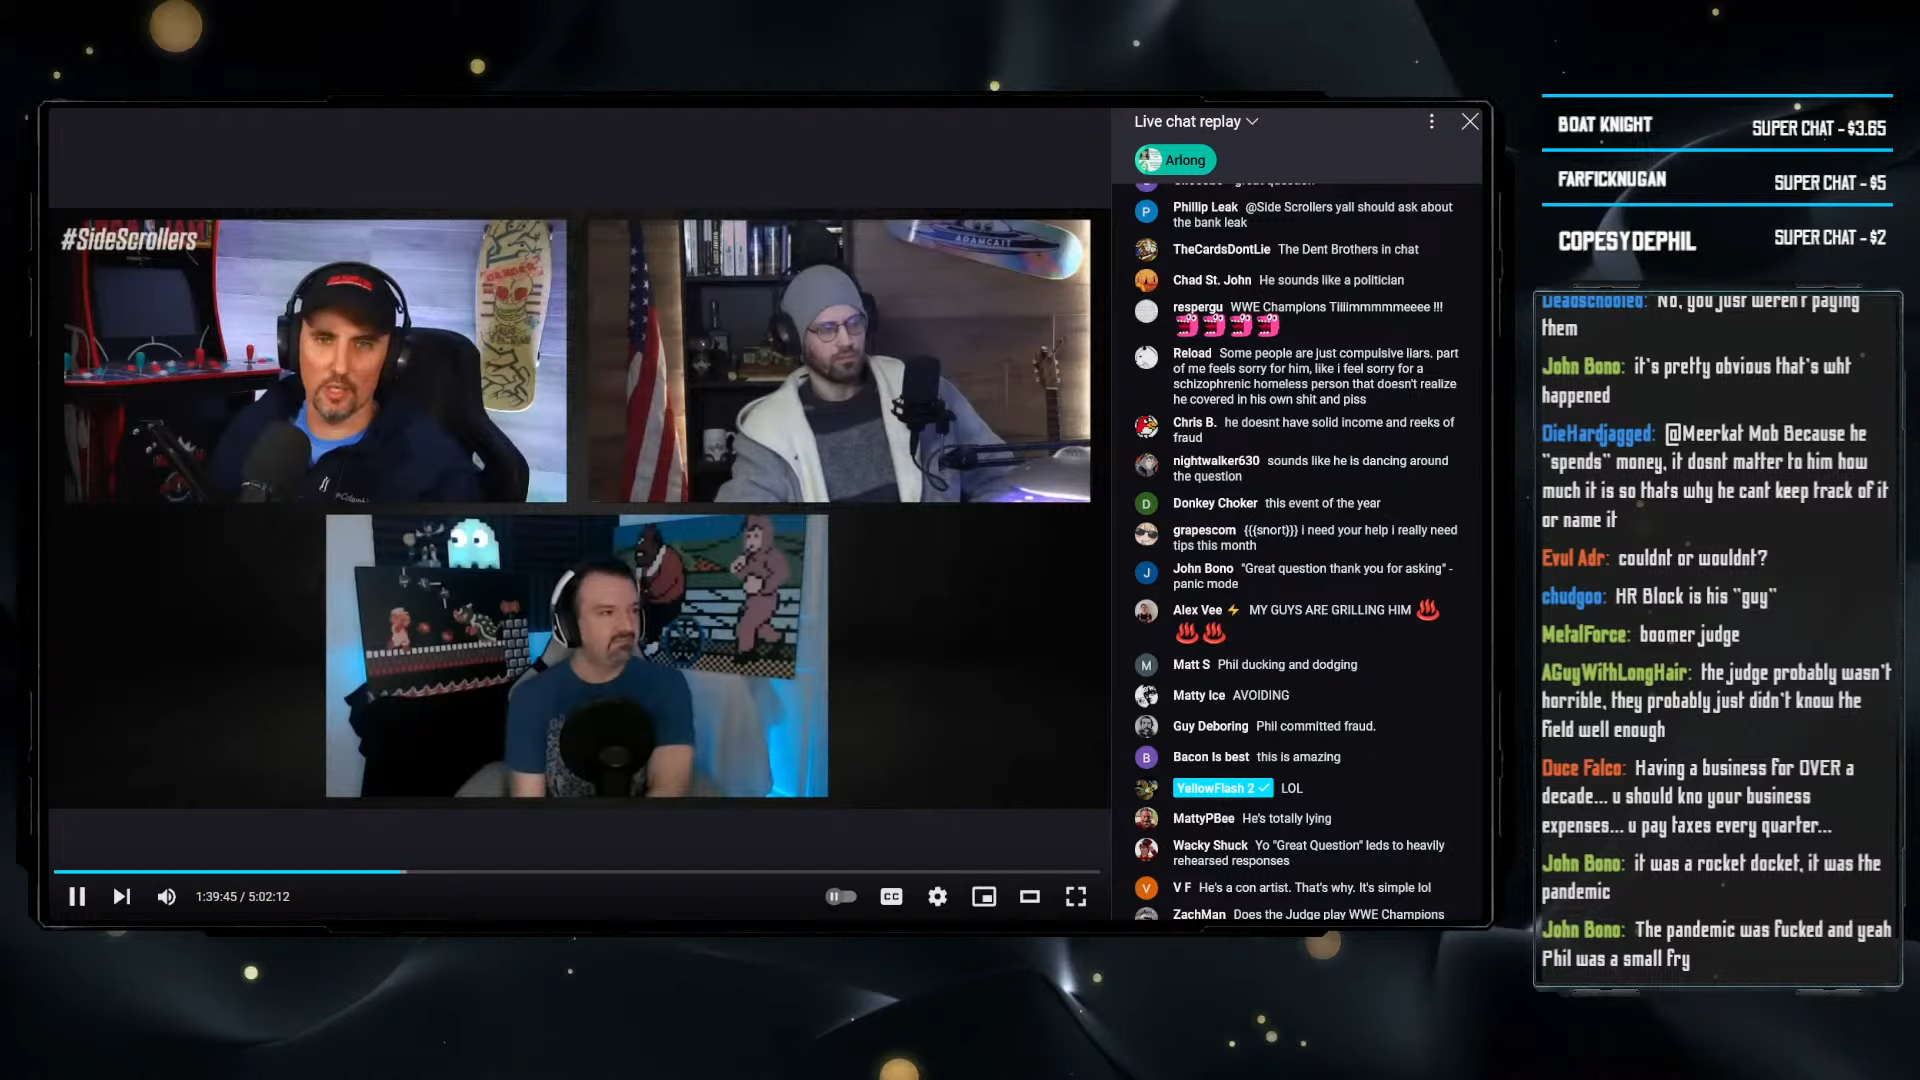 #SideScrollers
ADAMCAST
Columbia
1:39:45 / 5:02:12
CC
Live chat replay
Arlong
great question
P
Phillip Leak @Side Scrollers yall should ask about
the bank leak
TheCardsDontLie The Dent Brothers in chat
Chad St. John He sounds like a politician
respergu WWE Champions Tiiiimmmmmeeee !!!
Reload Some people are just compulsive liars. part
of me feels sorry for him, like i feel sorry for a
schizophrenic homeless person that doesn't realize
he covered in his own shit and piss
Chris B. he doesnt have solid income and reeks of
fraud
nightwalker630 sounds like he is dancing around
the question
D
Donkey Choker this event of the year
grapescorn {{{snort}}} i need your help i really need
tips this month
J
John Bono "Great question thank you for asking" -
panic mode
Alex Vee ⚡ MY GUYS ARE GRILLING HIM ♨️
♨️♨️
M
Matt S Phil ducking and dodging
Matty Ice AVOIDING
Guy Deboring Phil committed fraud.
B
Bacon Is best this is amazing
YellowFlash 2 LOL
MattyPBee He's totally lying
Wacky Shuck Yo "Great Question" leds to heavily
rehearsed responses
V
V F He's a con artist. That's why. It's simple lol
ZachMan Does the Judge play WWE Champions
BOAT KNIGHT SUPER CHAT - $3.65
FARFICKNUGAN SUPER CHAT - $5
COPESYDEPHIL SUPER CHAT - $2
Deadschooled: No, you just weren't paying
them
John Bono: it's pretty obvious that's wht
happened
DieHardjagged: @Meerkat Mob Because he
"spends" money, it dosnt matter to him how
much it is so thats why he cant keep track of it
or name it
Evul Adr: couldnt or wouldnt?
chudgoo: HR Block is his "guy"
MetalForce: boomer judge
AGuyWithLongHair: the judge probably wasn't
horrible, they probably just didn't know the
field well enough
Duce Falco: Having a business for OVER a
decade... u should kno your business
expenses... u pay taxes every quarter...
John Bono: it was a rocket docket, it was the
pandemic
John Bono: The pandemic was fucked and yeah
Phil was a small fry